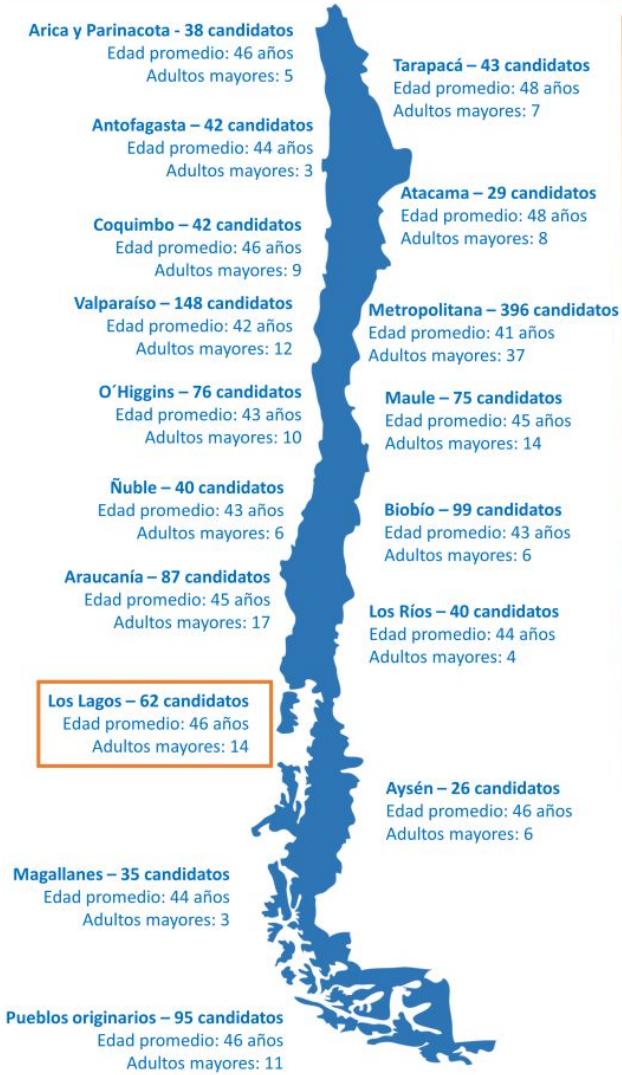 Arica y Parinacota - 38 candidatos
Edad promedio: 46 años
Adultos mayores: 5
Tarapacá – 43 candidatos
Edad promedio: 48 años
Adultos mayores: 7
Antofagasta – 42 candidatos
Edad promedio: 44 años
Adultos mayores: 3
Atacama – 29 candidatos
Edad promedio: 48 años
Adultos mayores: 8
Coquimbo – 42 candidatos
Edad promedio: 46 años
Adultos mayores: 9
Valparaíso – 148 candidatos
Edad promedio: 42 años
Adultos mayores: 12
Metropolitana – 396 candidatos
Edad promedio: 41 años
Adultos mayores: 37
O´Higgins – 76 candidatos
Edad promedio: 43 años
Adultos mayores: 10
Maule – 75 candidatos
Edad promedio: 45 años
Adultos mayores: 14
Ñuble – 40 candidatos
Edad promedio: 43 años
Adultos mayores: 6
Biobío – 99 candidatos
Edad promedio: 43 años
Adultos mayores: 6
Araucanía – 87 candidatos
Edad promedio: 45 años
Adultos mayores: 17
Los Ríos – 40 candidatos
Edad promedio: 44 años
Adultos mayores: 4
Los Lagos – 62 candidatos
Edad promedio: 46 años
Adultos mayores: 14
Aysén – 26 candidatos
Edad promedio: 46 años
Adultos mayores: 6
Magallanes – 35 candidatos
Edad promedio: 44 años
Adultos mayores: 3
Pueblos originarios – 95 candidatos
Edad promedio: 46 años
Adultos mayores: 11